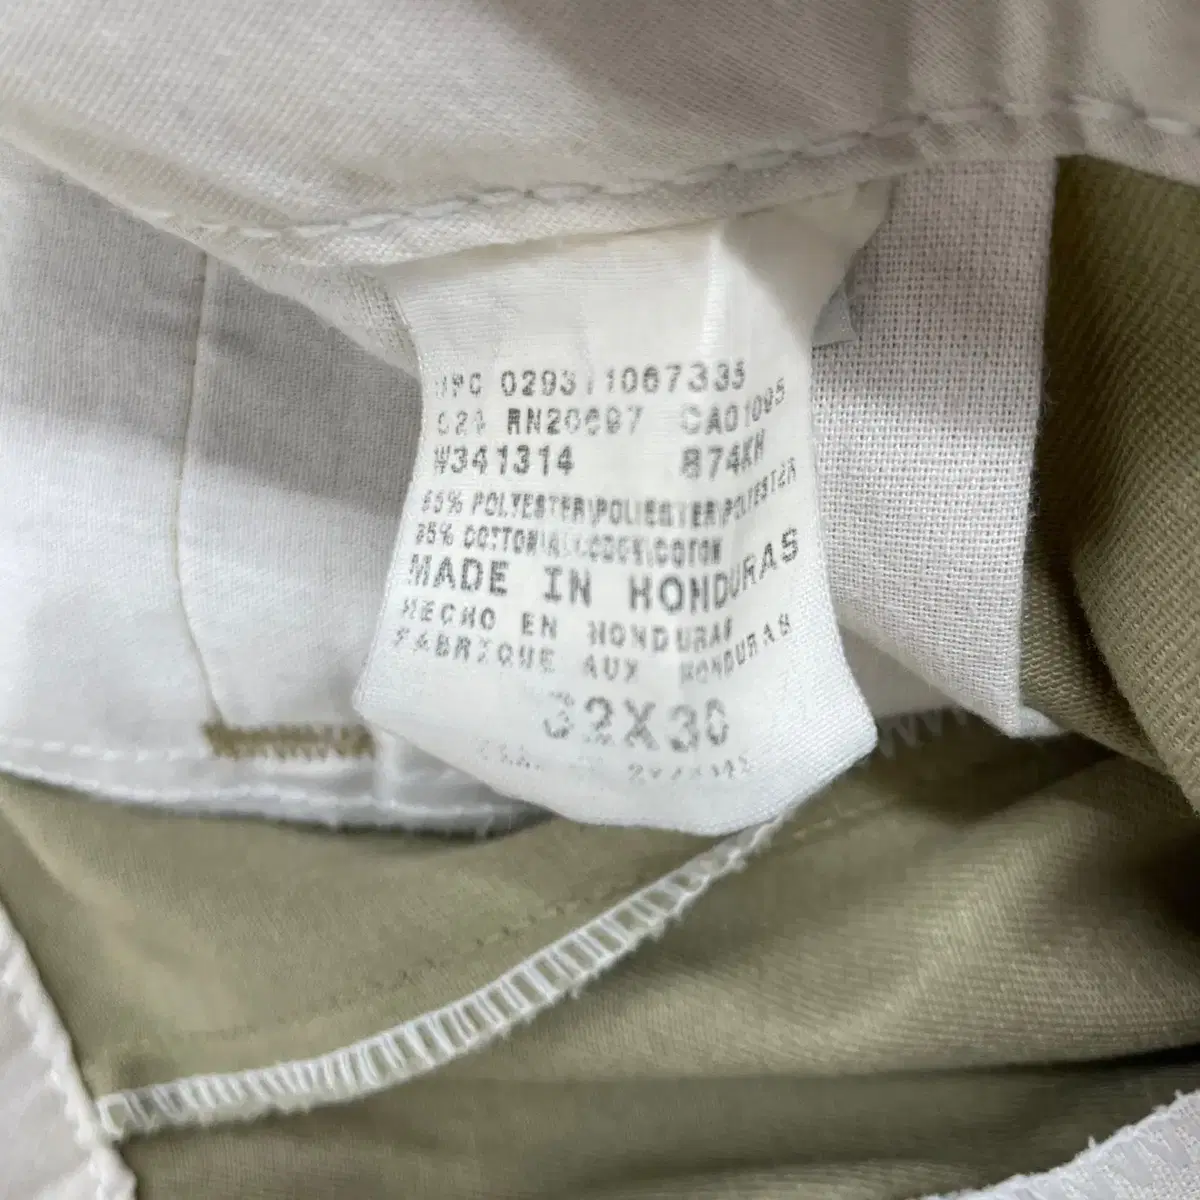 UPC 029311067335
RN20697 CA01005
W341314 874KH
65% POLYESTER\POLIESTER\POLYESTER
35% COTTON\ALGODON\COTON
MADE IN HONDURAS
HECHO EN HONDURAS
FABRIQUE AUX HONDURAS
32X30